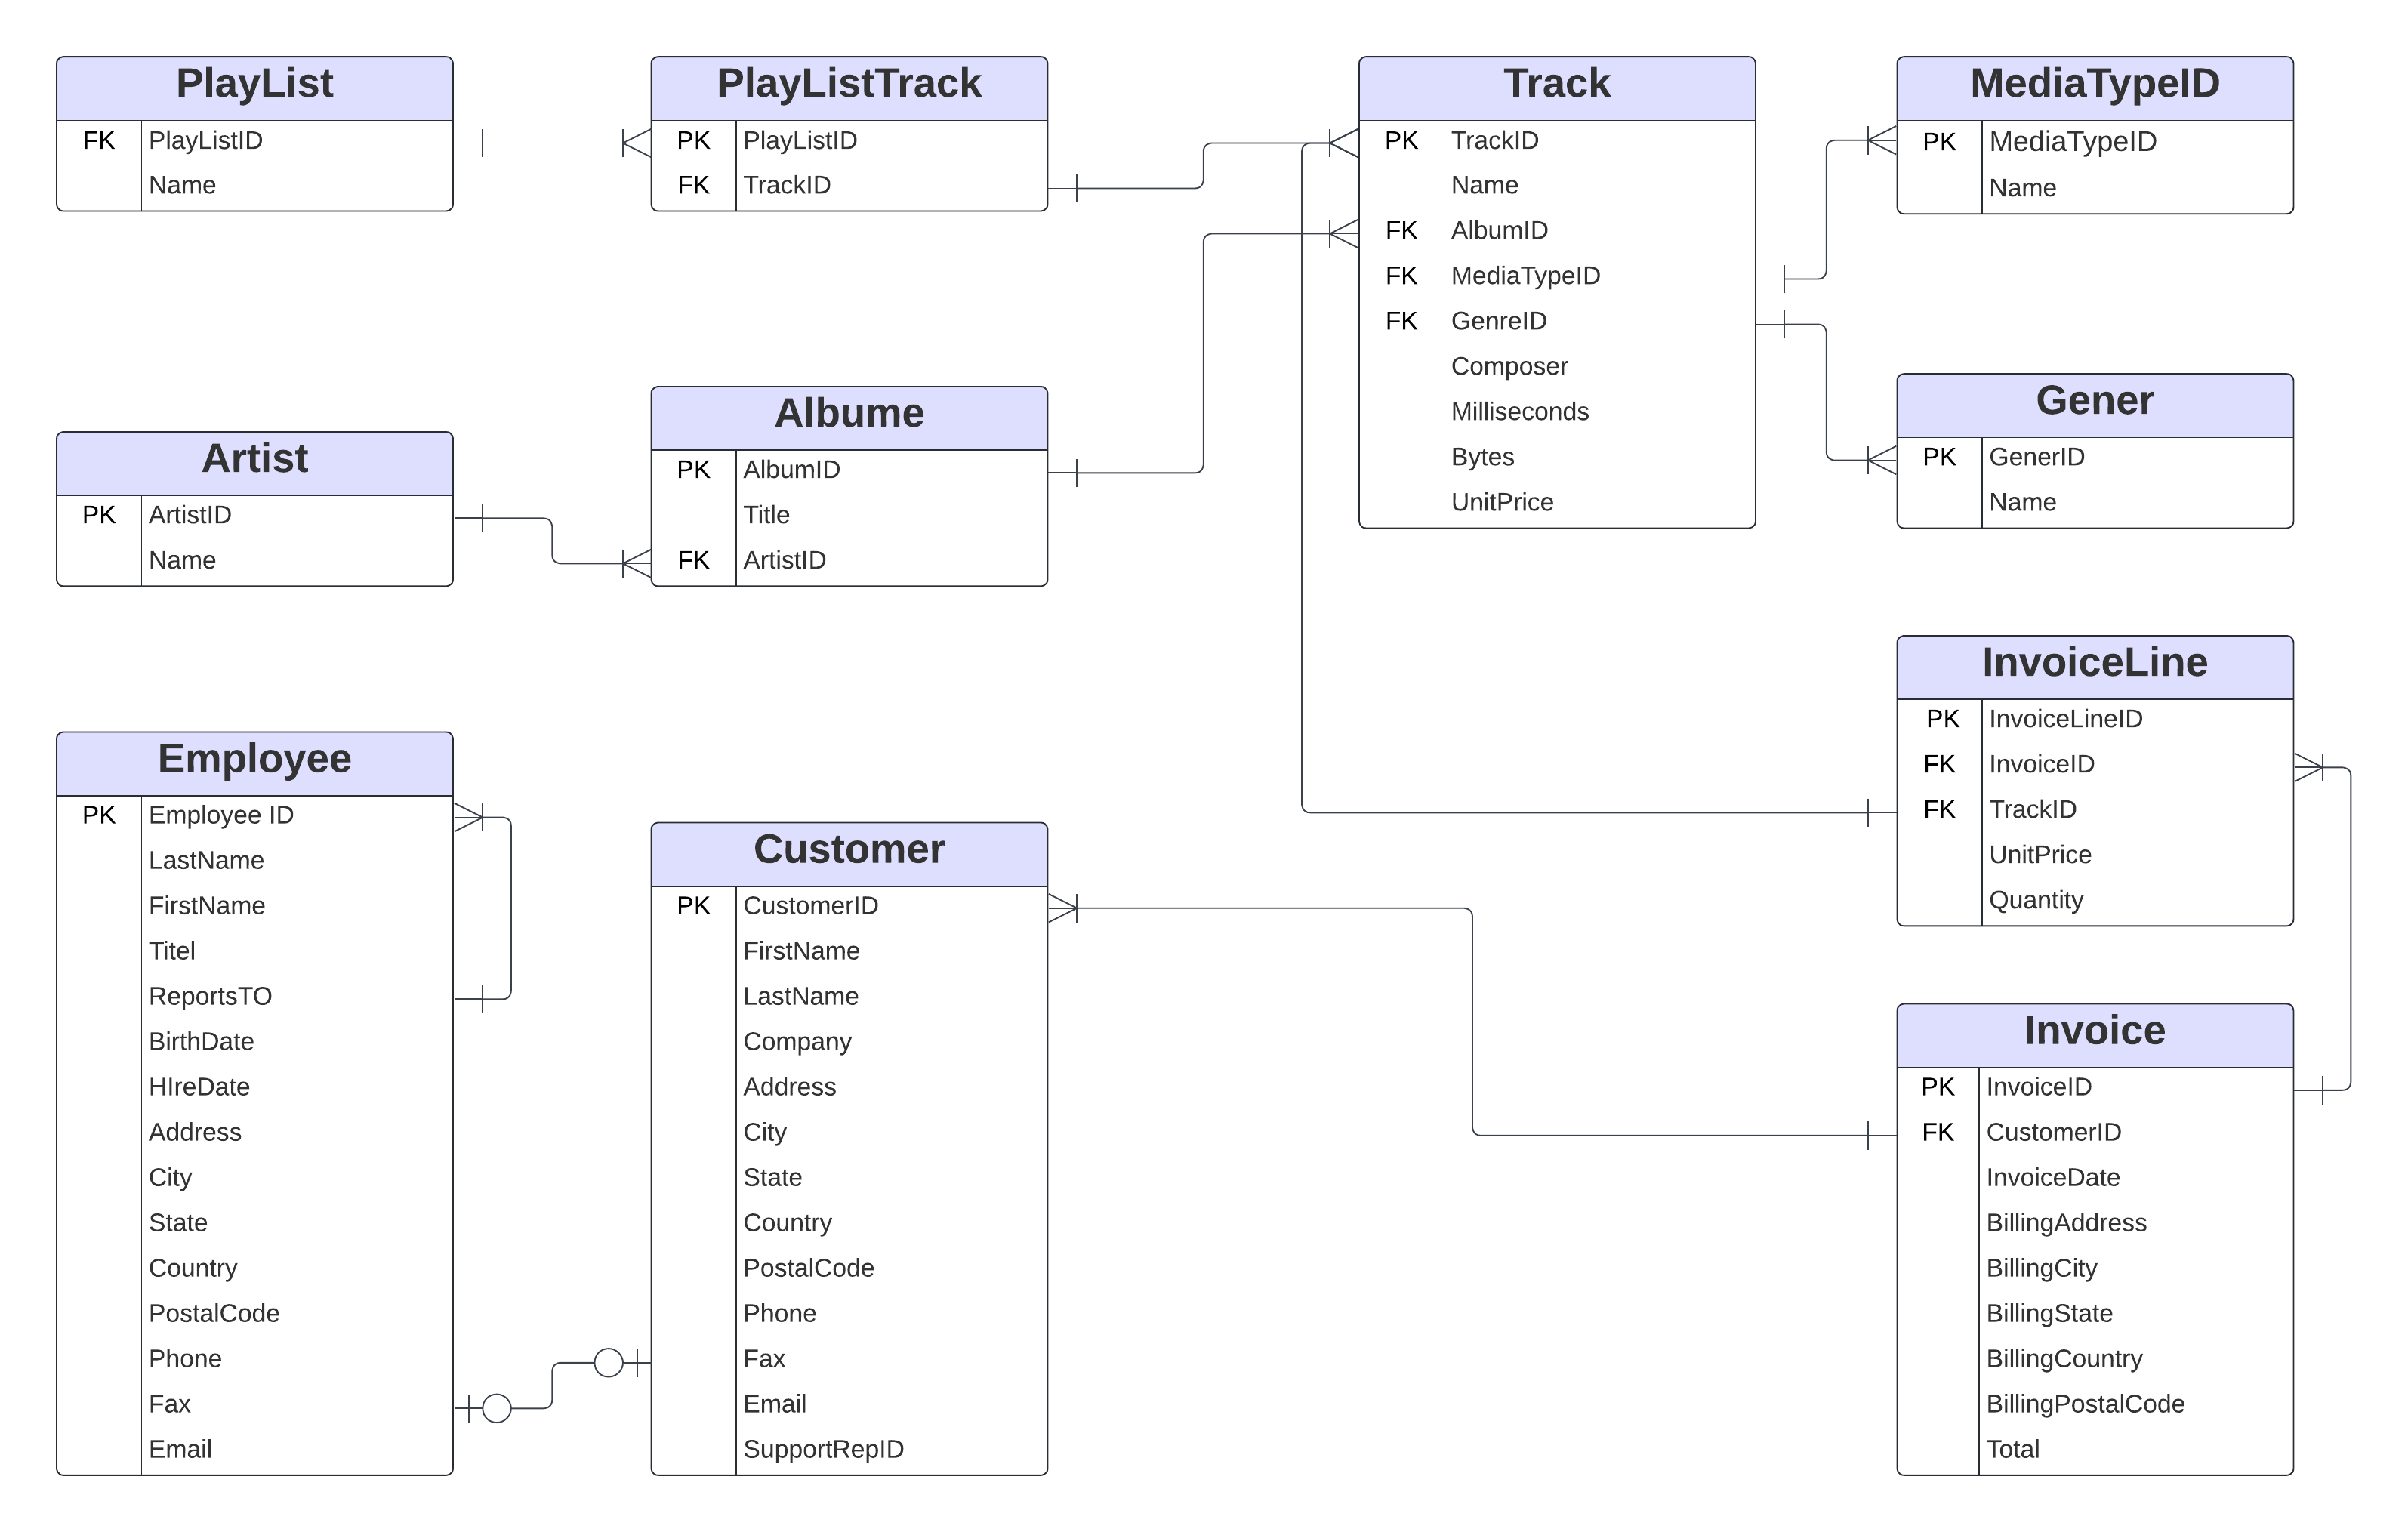 PlayList
FK PlayListID
Name
PlayListTrack
PK PlayListID
FK TrackID
Track
PK TrackID
Name
FK AlbumID
FK MediaTypeID
FK GenreID
Composer
Milliseconds
Bytes
UnitPrice
MediaTypeID
PK MediaTypeID
Name
Gener
PK GenerID
Name
Artist
PK ArtistID
Name
Albume
PK AlbumID
Title
FK ArtistID
InvoiceLine
PK InvoiceLineID
FK InvoiceID
FK TrackID
UnitPrice
Quantity
Employee
PK Employee ID
LastName
FirstName
Titel
ReportsTO
BirthDate
HIreDate
Address
City
State
Country
PostalCode
Phone
Fax
Email
Customer
PK CustomerID
FirstName
LastName
Company
Address
City
State
Country
PostalCode
Phone
Fax
Email
SupportRepID
Invoice
PK InvoiceID
FK CustomerID
InvoiceDate
BillingAddress
BillingCity
BillingState
BillingCountry
BillingPostalCode
Total